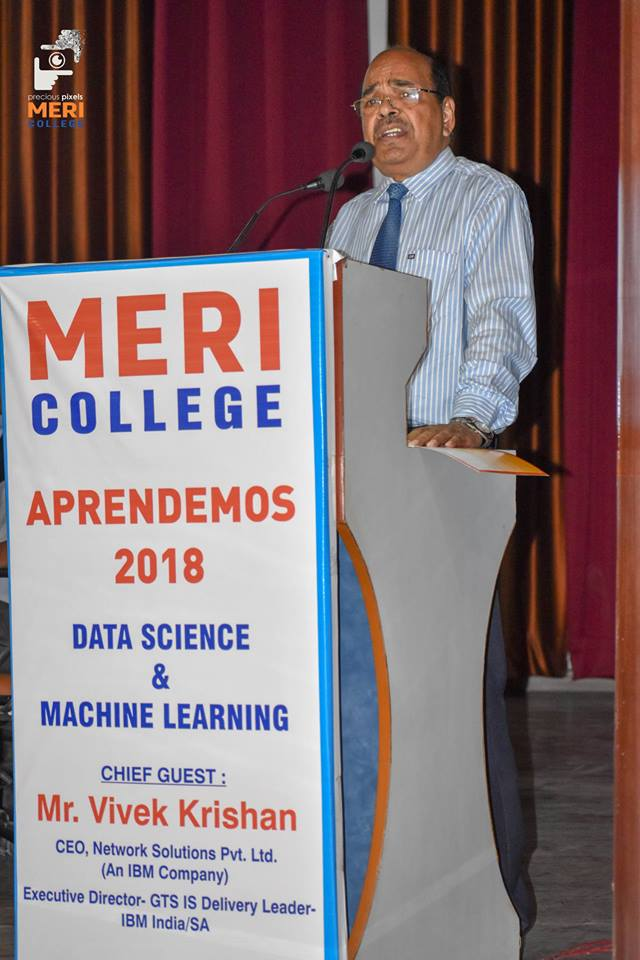 precious pixels
MERI
COLLEGE
MERI
COLLEGE
APRENDEMOS
2018
DATA SCIENCE
&
MACHINE LEARNING
CHIEF GUEST :
Mr. Vivek Krishan
CEO, Network Solutions Pvt. Ltd.
(An IBM Company)
Executive Director- GTS IS Delivery Leader-
IBM India/SA